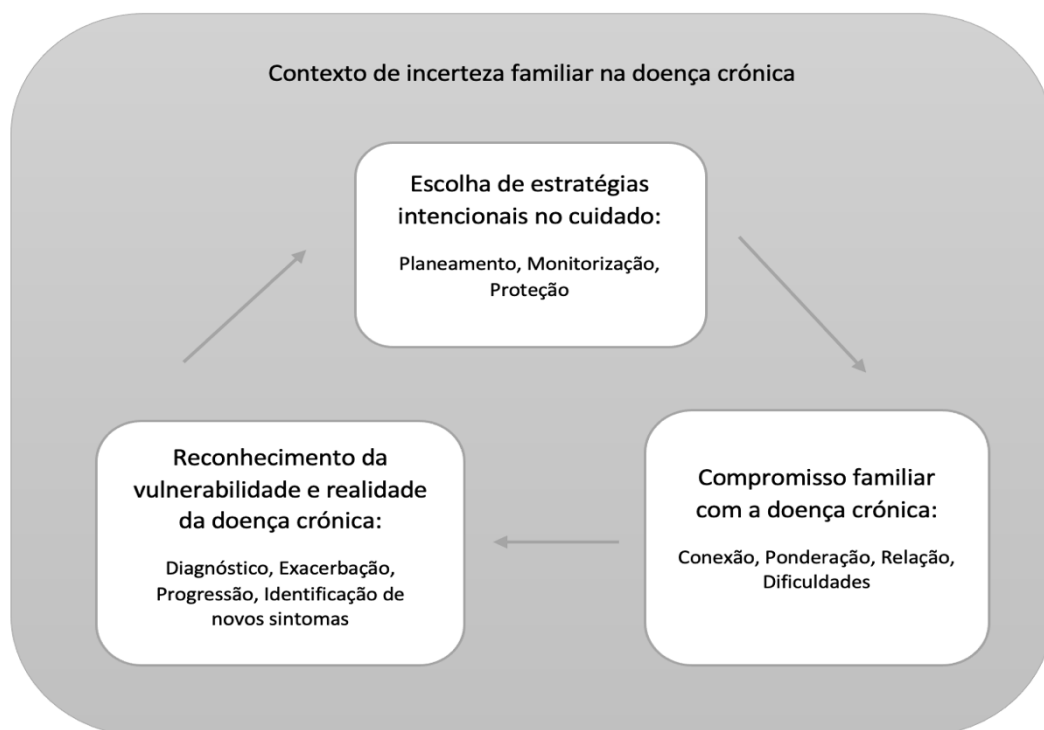 Contexto de incerteza familiar na doença crónica
Escolha de estratégias
intencionais no cuidado:
Planeamento, Monitorização,
Proteção
Reconhecimento da
vulnerabilidade e realidade
da doença crónica:
Diagnóstico, Exacerbação,
Progressão, Identificação de
novos sintomas
Compromisso familiar
com a doença crónica:
Conexão, Ponderação, Relação,
Dificuldades